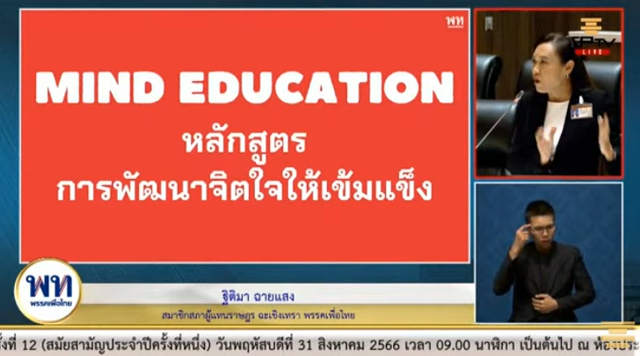 พท
MIND EDUCATION
หลักสูตร
การพัฒนาจิตใจให้เข้มแข็ง
LIVE
พท
พรรคเพื่อไทย
ฐิติมา ฉายแสง
สมาชิกสภาผู้แทนราษฎร ฉะเชิงเทรา พรรคเพื่อไทย
ั้งที่ 12 (สมัยสามัญประจำปีครั้งที่หนึ่ง) วันพฤหัสบดีที่ 31 สิงหาคม 2566 เวลา 09.00 นาฬิกา เป็นต้นไป ณ ห้องประ